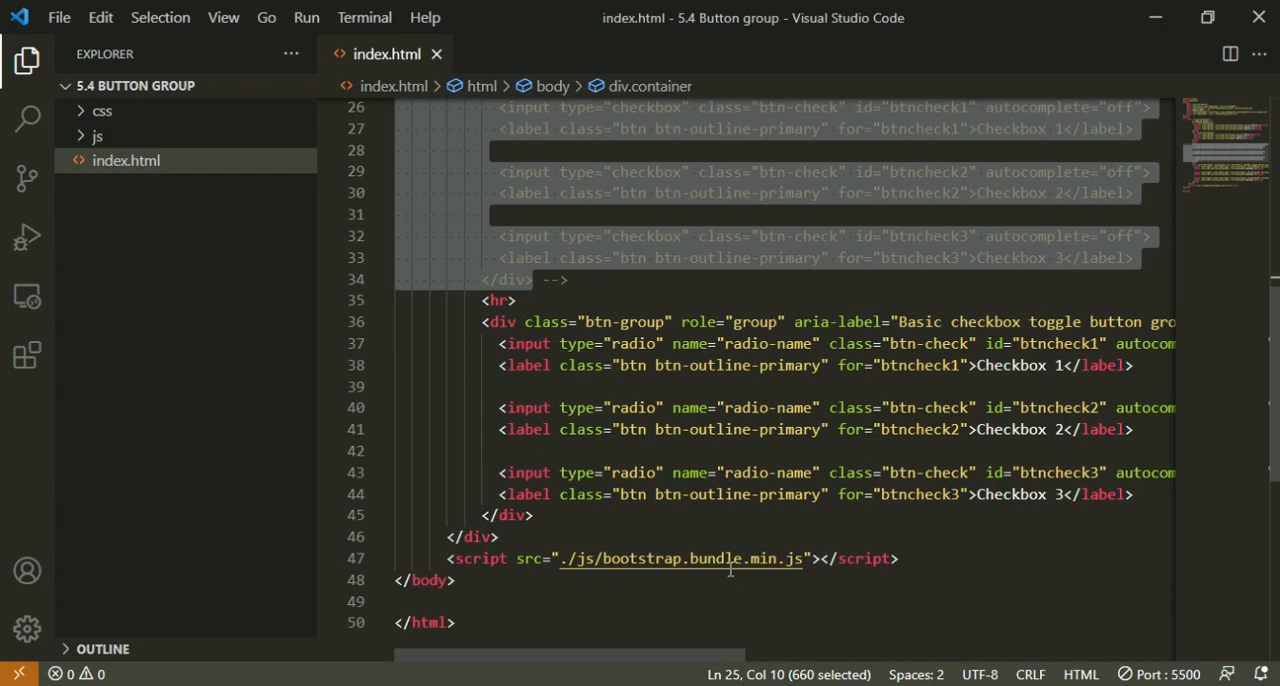 File Edit Selection View Go Run Terminal Help index.html - 5.4 Button group - Visual Studio Code
EXPLORER
index.html
5.4 BUTTON GROUP
index.html > html > body > div.container
css
js
index.html
26 <input type="checkbox" class="btn-check" id="btncheck1" autocomplete="off">
27 <label class="btn btn-outline-primary" for="btncheck1">Checkbox 1</label>
28
29 <input type="checkbox" class="btn-check" id="btncheck2" autocomplete="off">
30 <label class="btn btn-outline-primary" for="btncheck2">Checkbox 2</label>
31
32 <input type="checkbox" class="btn-check" id="btncheck3" autocomplete="off">
33 <label class="btn btn-outline-primary" for="btncheck3">Checkbox 3</label>
34 </div> -->
35 <hr>
36 <div class="btn-group" role="group" aria-label="Basic checkbox toggle button gro
37 <input type="radio" name="radio-name" class="btn-check" id="btncheck1" autocom
38 <label class="btn btn-outline-primary" for="btncheck1">Checkbox 1</label>
39
40 <input type="radio" name="radio-name" class="btn-check" id="btncheck2" autocom
41 <label class="btn btn-outline-primary" for="btncheck2">Checkbox 2</label>
42
43 <input type="radio" name="radio-name" class="btn-check" id="btncheck3" autocom
44 <label class="btn btn-outline-primary" for="btncheck3">Checkbox 3</label>
45 </div>
46 </div>
47 <script src="./js/bootstrap.bundle.min.js"></script>
48 </body>
49
50 </html>
OUTLINE
0 0 Ln 25, Col 10 (660 selected) Spaces: 2 UTF-8 CRLF HTML Port : 5500